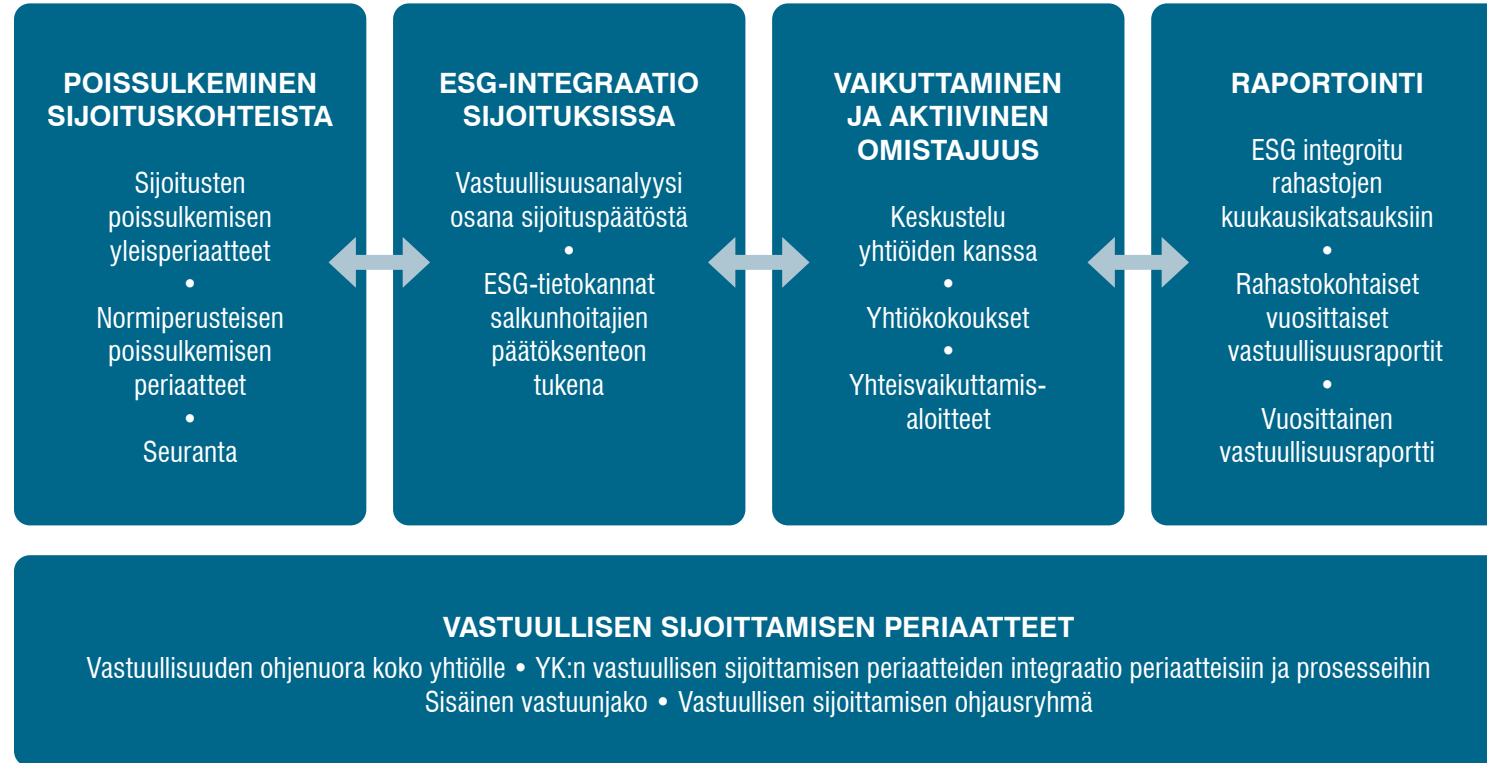 POISSULKEMINEN
SIJOITUSKOHTEISTA
Sijoitusten
poissulkemisen
yleisperiaatteet
•
Normiperusteisen
poissulkemisen
periaatteet
•
Seuranta
ESG-INTEGRAATIO
SIJOITUKSISSA
Vastuullisuusanalyysi
osana sijoituspäätöstä
•
ESG-tietokannat
salkunhoitajien
päätöksenteon
tukena
VAIKUTTAMINEN
JA AKTIIVINEN
OMISTAJUUS
Keskustelu
yhtiöiden kanssa
•
Yhtiökokoukset
•
Yhteisvaikuttamis-
aloitteet
RAPORTOINTI
ESG integroitu
rahastojen
kuukausikatsauksiin
•
Rahastokohtaiset
vuosittaiset
vastuullisuusraportit
•
Vuosittainen
vastuullisuusraportti
VASTUULLISEN SIJOITTAMISEN PERIAATTEET
Vastuullisuuden ohjenuora koko yhtiölle • YK:n vastuullisen sijoittamisen periaatteiden integraatio periaatteisiin ja prosesseihin
Sisäinen vastuunjako • Vastuullisen sijoittamisen ohjausryhmä